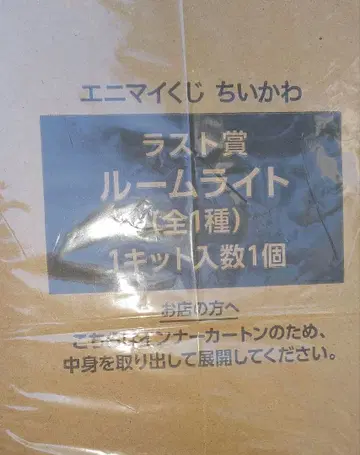 エニマイくじ ちいかわ
ラスト賞
ルームライト
(全1種)
1キット入数1個
お店の方へ
こちらはインナーカートンのため、
中身を取り出して展開してください。